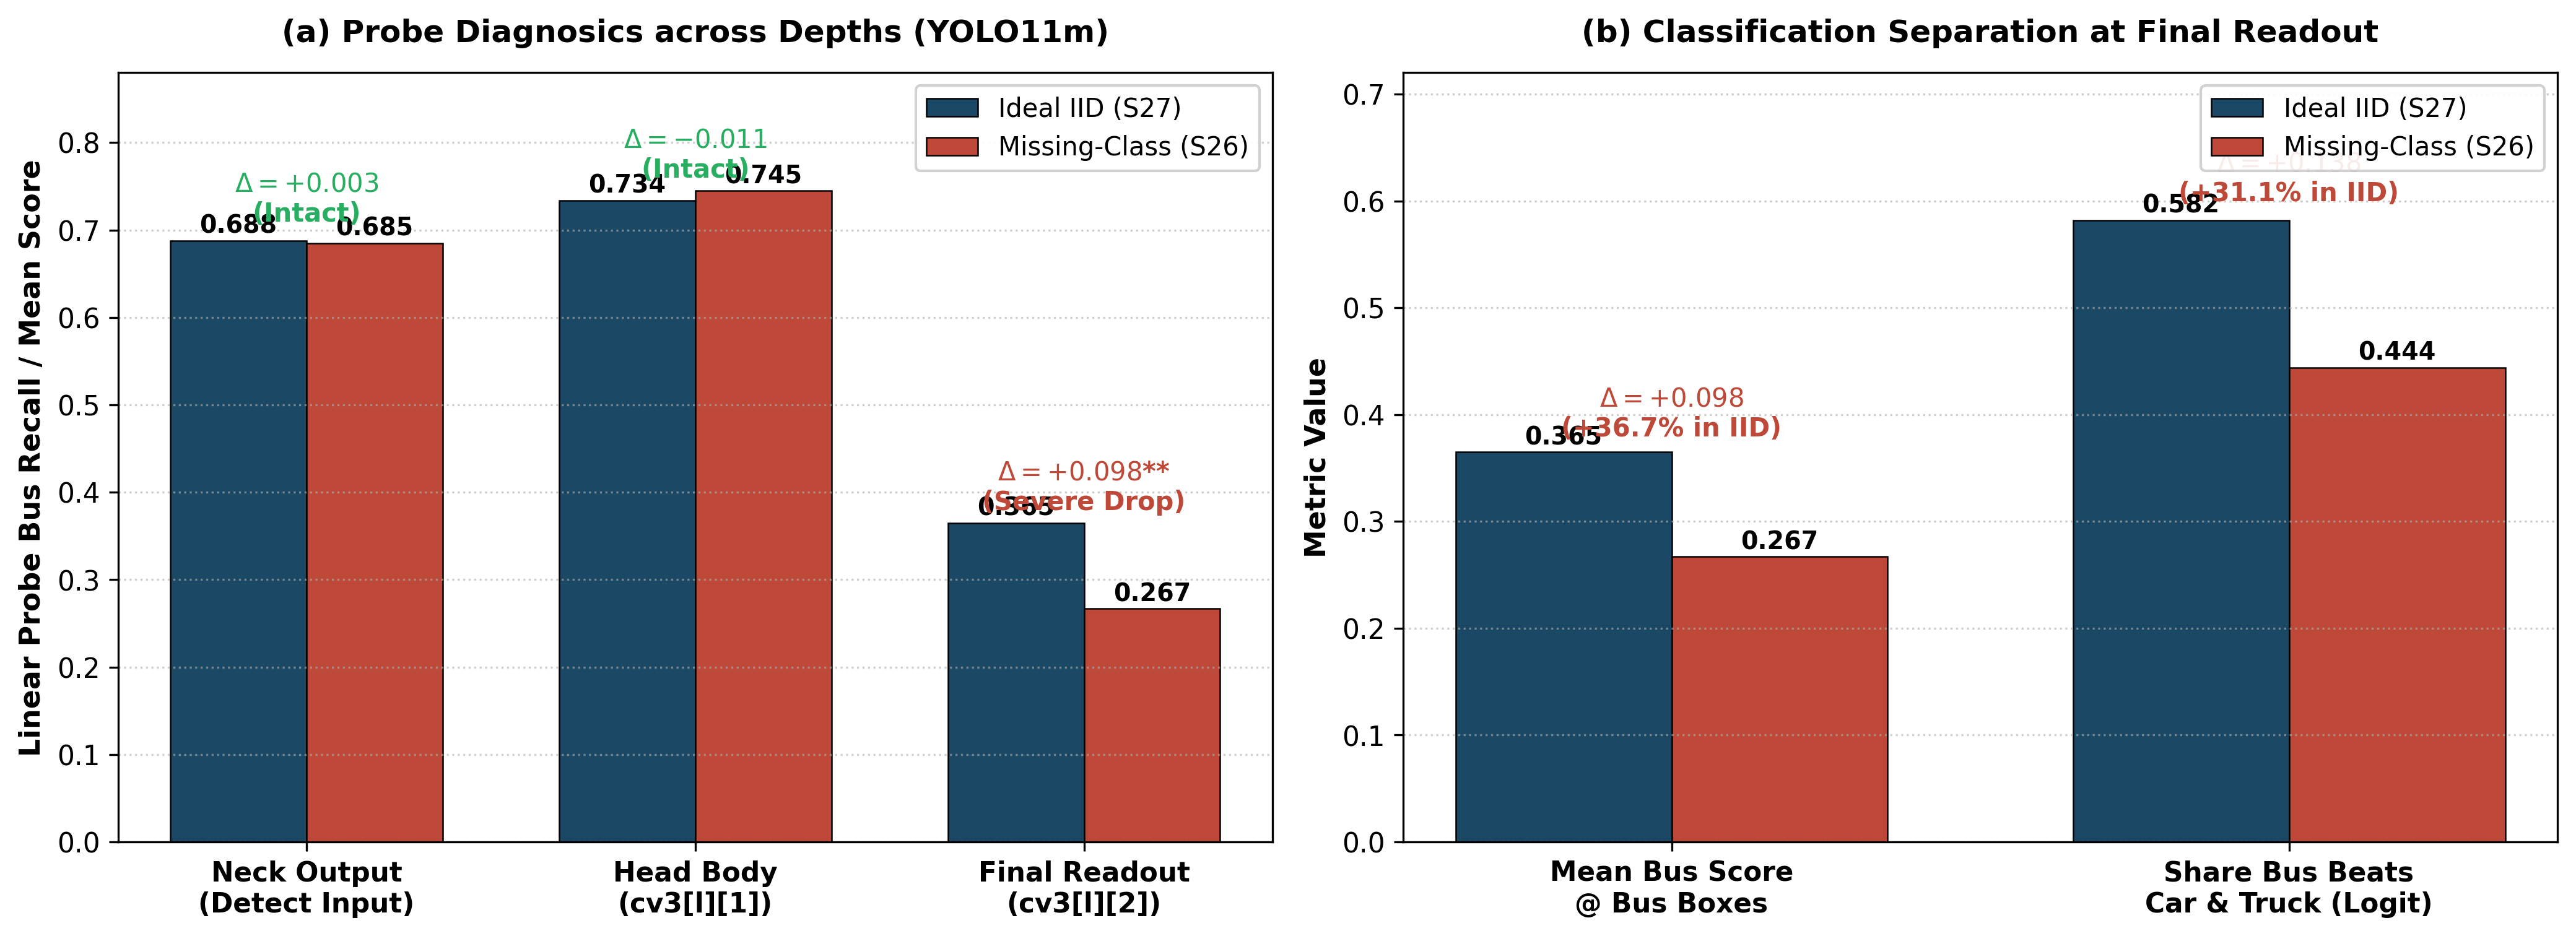 (a) Probe Diagnosics across Depths (YOLO11m)
Linear Probe Bus Recall / Mean Score
0.8
0.7
0.6
0.5
0.4
0.3
0.2
0.1
0.0
Ideal IID (S27)
Missing-Class (S26)
Δ = +0.003
(Intact)
0.688
0.685
Δ = −0.011
(Intact)
0.734
0.745
Δ = +0.098**
(Severe Drop)
0.365
0.267
Neck Output
(Detect Input)
Head Body
(cv3[l][1])
Final Readout
(cv3[l][2])
(b) Classification Separation at Final Readout
Metric Value
0.7
0.6
0.5
0.4
0.3
0.2
0.1
0.0
Ideal IID (S27)
Missing-Class (S26)
Δ = +0.098
(+36.7% in IID)
0.365
0.267
Δ = +0.138
(+31.1% in IID)
0.582
0.444
Mean Bus Score
@ Bus Boxes
Share Bus Beats
Car & Truck (Logit)